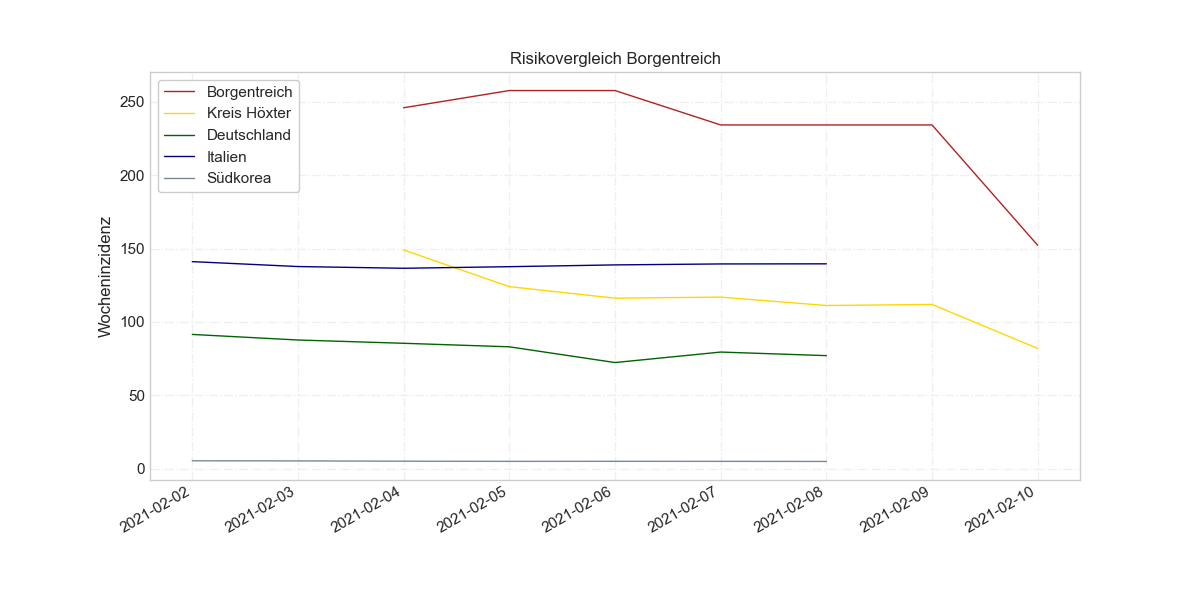 Risikovergleich Borgentreich
Borgentreich
Kreis Höxter
Deutschland
Italien
Südkorea
Wocheninzidenz
250
200
150
100
50
0
2021-02-02
2021-02-03
2021-02-04
2021-02-05
2021-02-06
2021-02-07
2021-02-08
2021-02-09
2021-02-10